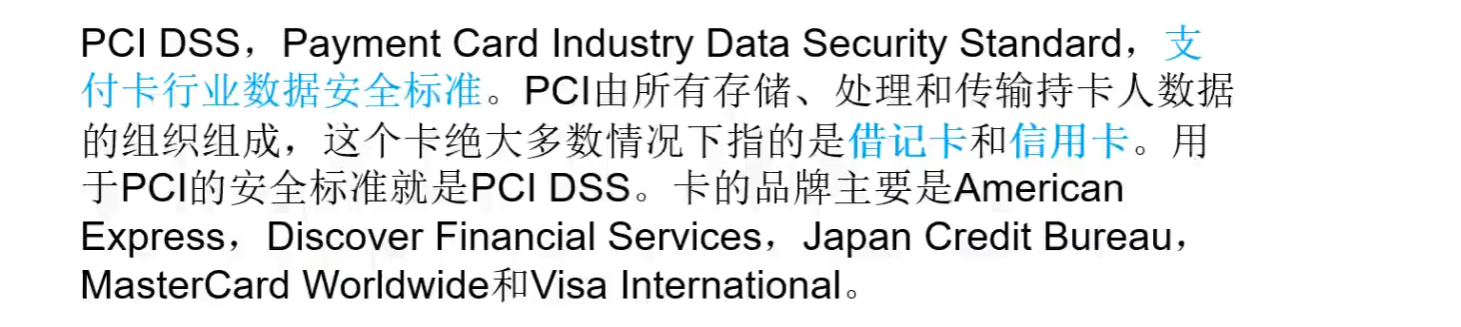 PCI DSS，Payment Card Industry Data Security Standard，支
付卡行业数据安全标准。PCI由所有存储、处理和传输持卡人数据
的组织组成，这个卡绝大多数情况下指的是借记卡和信用卡。用
于PCI的安全标准就是PCI DSS。卡的品牌主要是American
Express，Discover Financial Services，Japan Credit Bureau，
MasterCard Worldwide和Visa International。